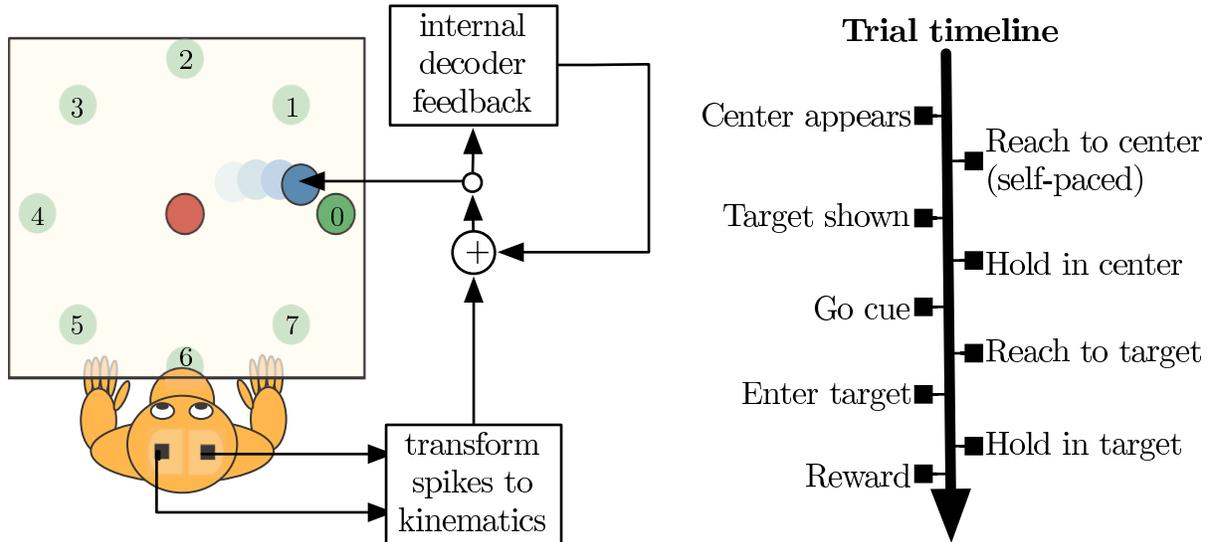 internal
decoder
feedback
2
3
1
4
0
5
7
6
+
transform
spikes to
kinematics
Trial timeline
Center appears
Reach to center
(self-paced)
Target shown
Hold in center
Go cue
Reach to target
Enter target
Hold in target
Reward